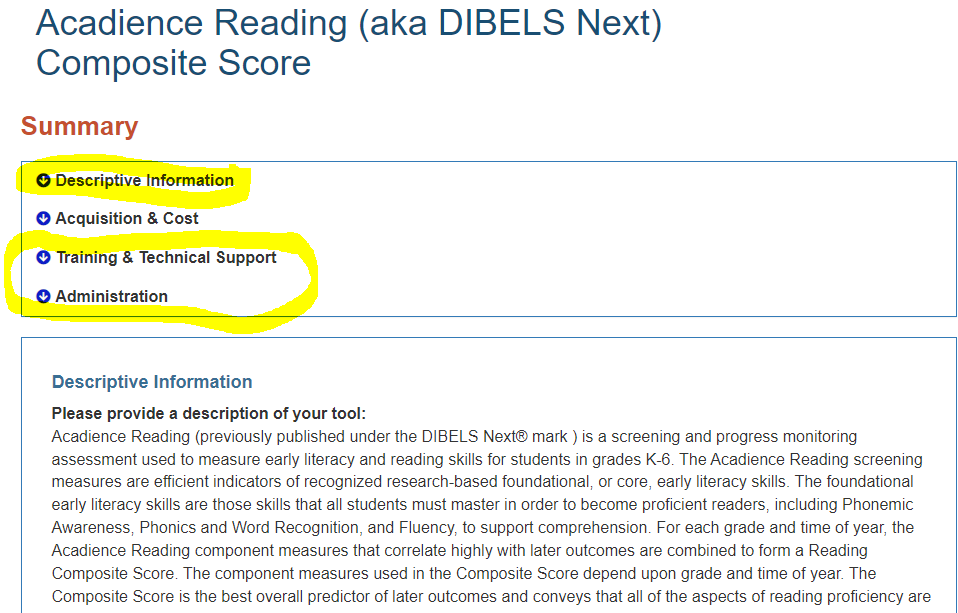 Acadience Reading (aka DIBELS Next)
Composite Score
Summary
Descriptive Information
Acquisition & Cost
Training & Technical Support
Administration
Descriptive Information
Please provide a description of your tool:
Acadience Reading (previously published under the DIBELS Next® mark ) is a screening and progress monitoring
assessment used to measure early literacy and reading skills for students in grades K-6. The Acadience Reading screening
measures are efficient indicators of recognized research-based foundational, or core, early literacy skills. The foundational
early literacy skills are those skills that all students must master in order to become proficient readers, including Phonemic
Awareness, Phonics and Word Recognition, and Fluency, to support comprehension. For each grade and time of year, the
Acadience Reading component measures that correlate highly with later outcomes are combined to form a Reading
Composite Score. The component measures used in the Composite Score depend upon grade and time of year. The
Composite Score is the best overall predictor of later outcomes and conveys that all of the aspects of reading proficiency are